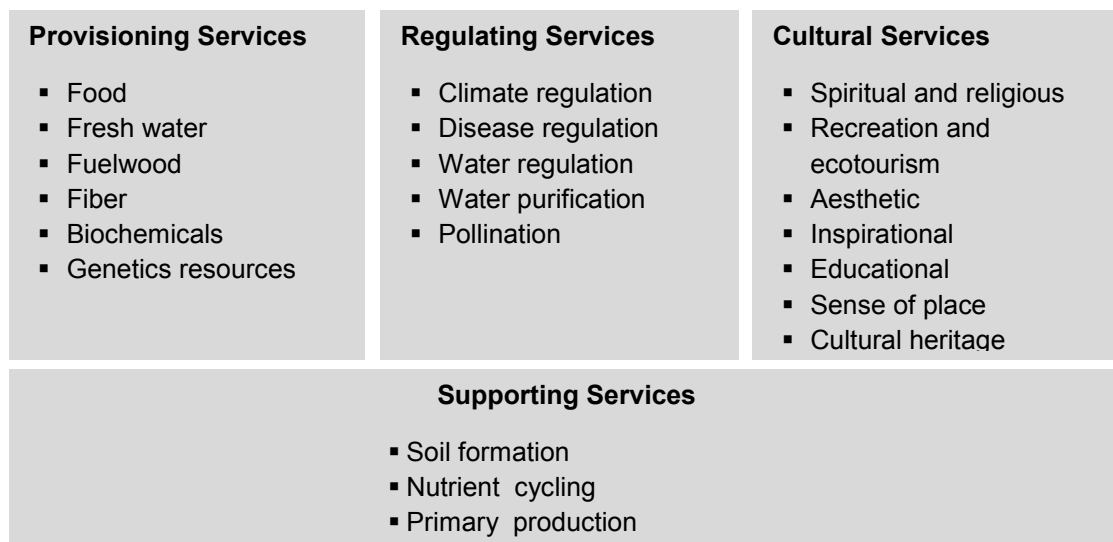 Provisioning Services
▪ Food
▪ Fresh water
▪ Fuelwood
▪ Fiber
▪ Biochemicals
▪ Genetics resources
Regulating Services
▪ Climate regulation
▪ Disease regulation
▪ Water regulation
▪ Water purification
▪ Pollination
Cultural Services
▪ Spiritual and religious
▪ Recreation and
ecotourism
▪ Aesthetic
▪ Inspirational
▪ Educational
▪ Sense of place
▪ Cultural heritage
Supporting Services
▪ Soil formation
▪ Nutrient cycling
▪ Primary production